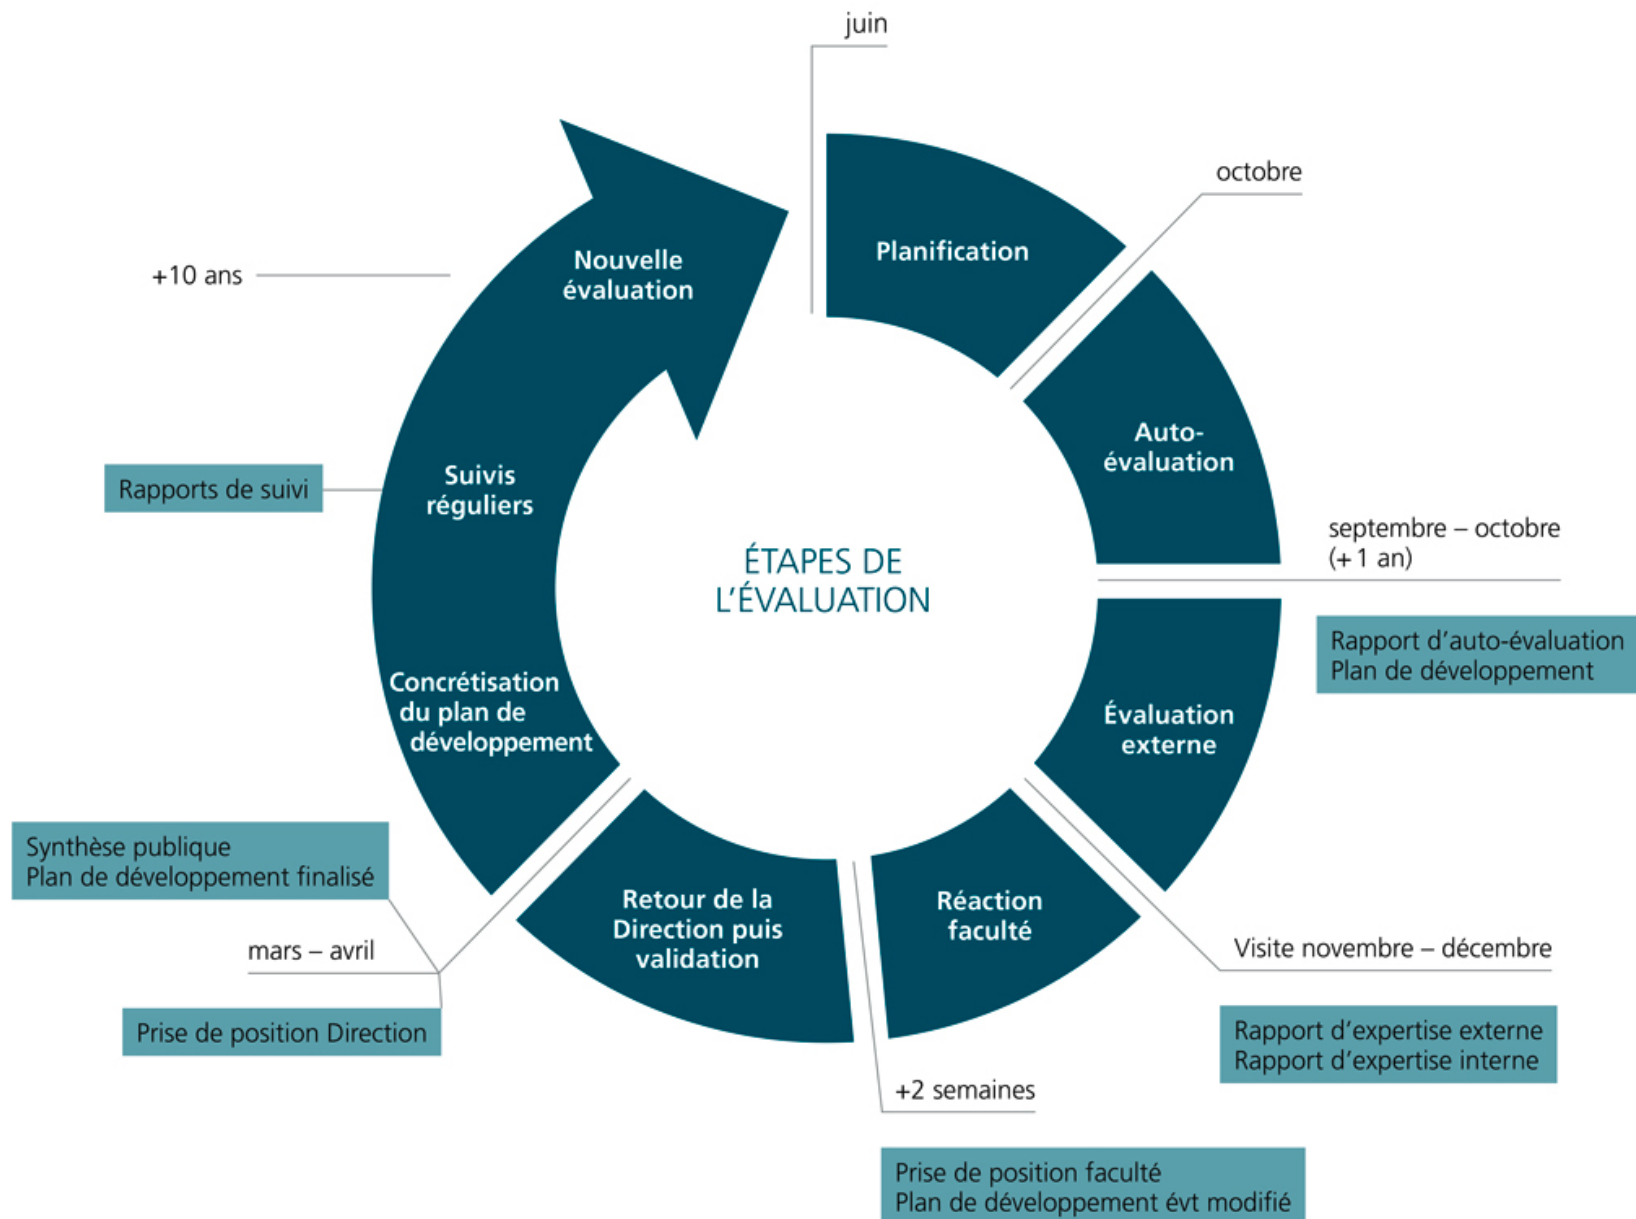 juin
octobre
Planification
Auto-
évaluation
septembre – octobre
(+ 1 an)
Rapport d’auto-évaluation
Plan de développement
Évaluation
externe
Visite novembre – décembre
Rapport d’expertise externe
Rapport d’expertise interne
Réaction
faculté
+2 semaines
Prise de position faculté
Plan de développement évt modifié
Retour de la
Direction puis
validation
mars – avril
Synthèse publique
Plan de développement finalisé
Prise de position Direction
Concrétisation
du plan de
développement
Suivis
réguliers
Rapports de suivi
Nouvelle
évaluation
+10 ans
ÉTAPES DE
L’ÉVALUATION